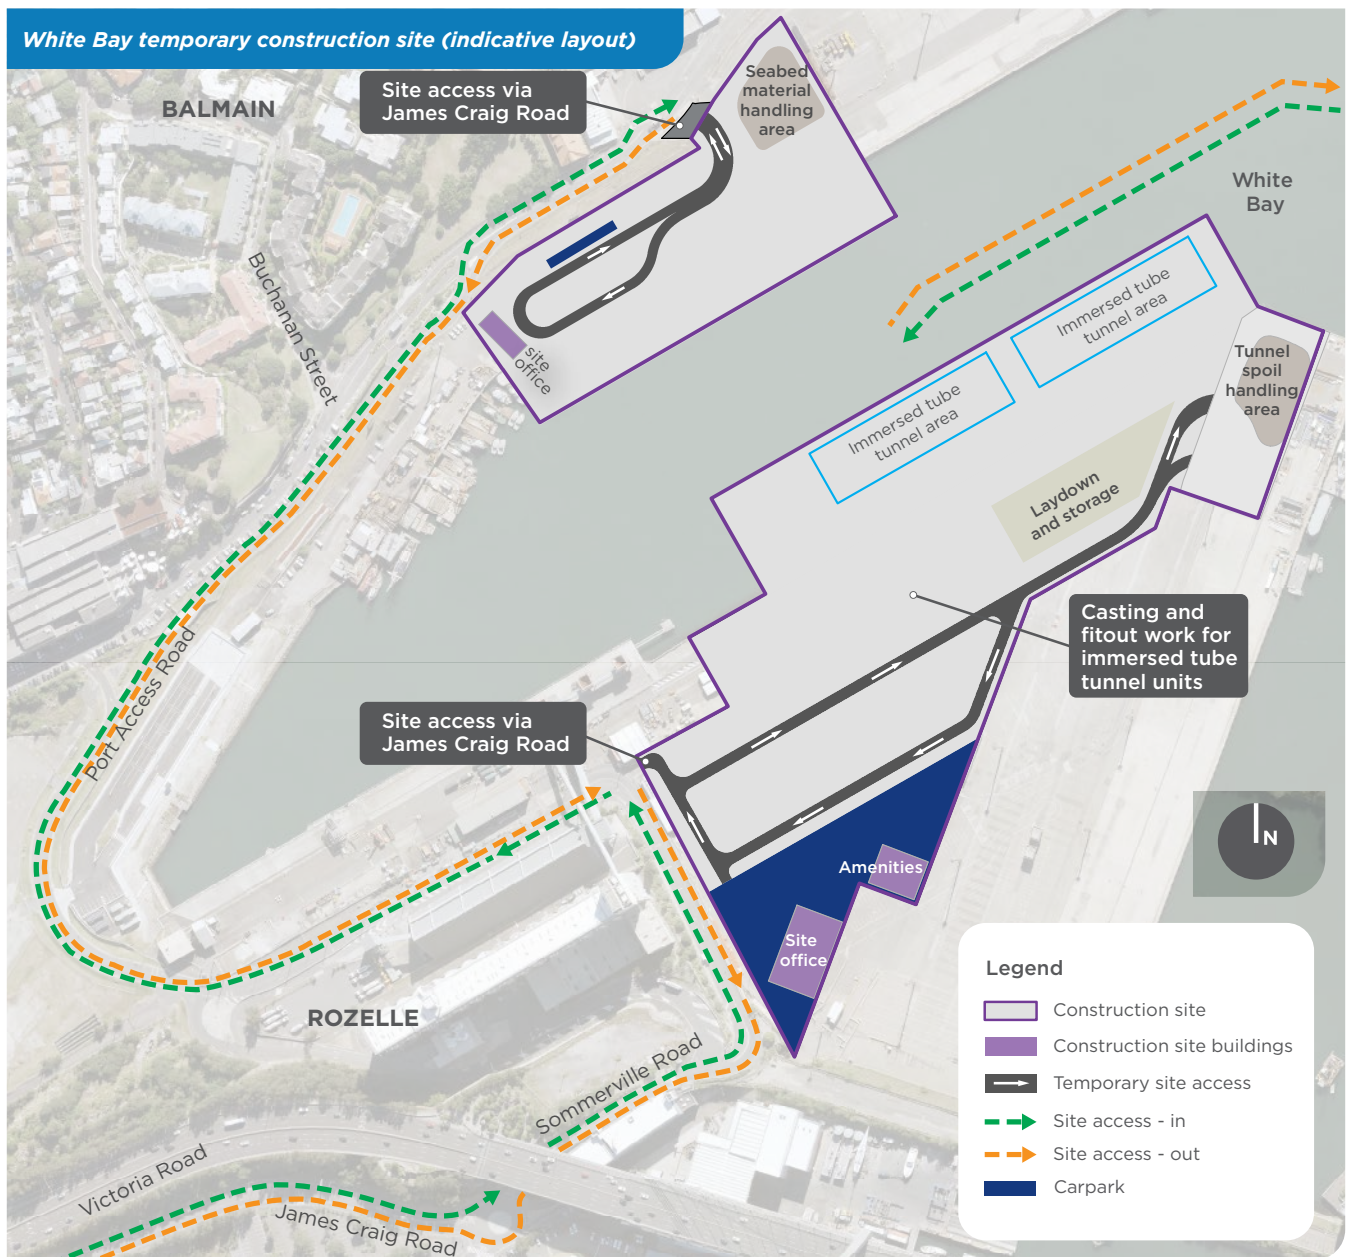 White Bay temporary construction site (indicative layout)
BALMAIN
Site access via
James Craig Road
Seabed
material
handling
area
White
Bay
Buchanan Street
site
office
Immersed tube
tunnel area
Immersed tube
tunnel area
Tunnel
spoil
handling
area
Laydown
and storage
Casting and
fitout work for
immersed tube
tunnel units
Port Access Road
Site access via
James Craig Road
Amenities
Site
office
N
ROZELLE
Sommerville Road
Victoria Road
James Craig Road
Legend
Construction site
Construction site buildings
Temporary site access
Site access - in
Site access - out
Carpark